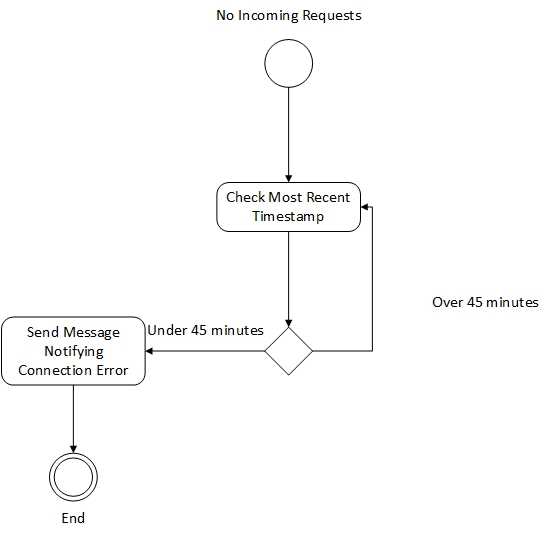 No Incoming Requests
Check Most Recent
Timestamp
Over 45 minutes
Under 45 minutes
Send Message
Notifying
Connection Error
End